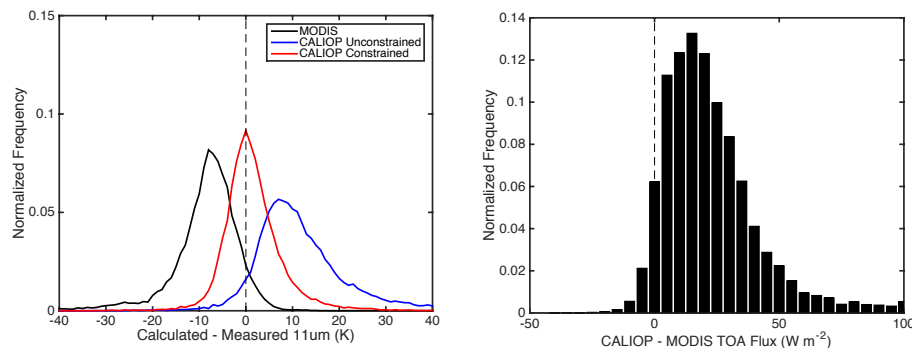 MODIS
CALIOP Unconstrained
CALIOP Constrained
0.15
0.1
0.05
0
Normalized Frequency
-40 -30 -20 -10 0 10 20 30 40
Calculated - Measured 11um (K)
0.14
0.12
0.1
0.08
0.06
0.04
0.02
0
Normalized Frequency
-50 0 50 100
CALIOP - MODIS TOA Flux (W m-2)